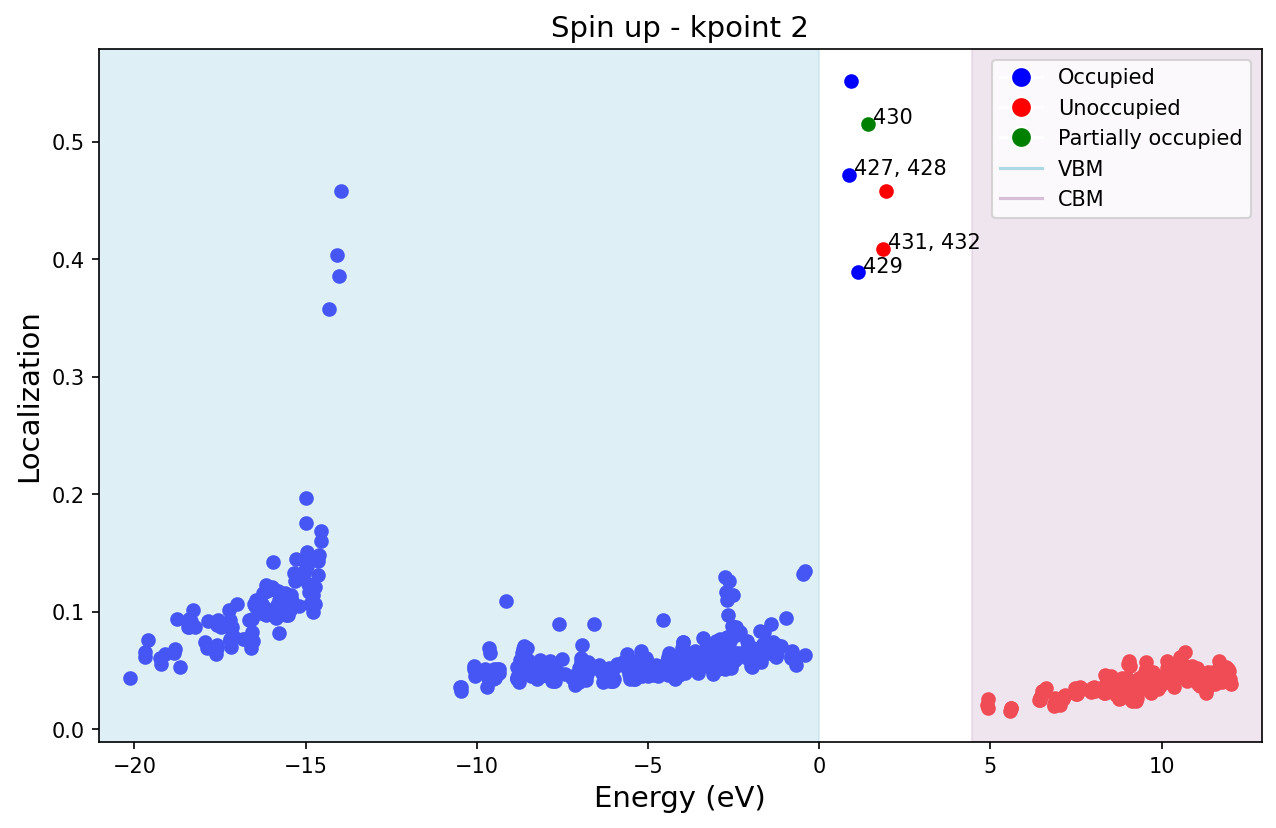 Spin up - kpoint 2
Occupied
Unoccupied
Partially occupied
VBM
CBM
430
427, 428
431, 432
429
0.5
0.4
0.3
0.2
0.1
0.0
Localization
−20
−15
−10
−5
0
5
10
Energy (eV)